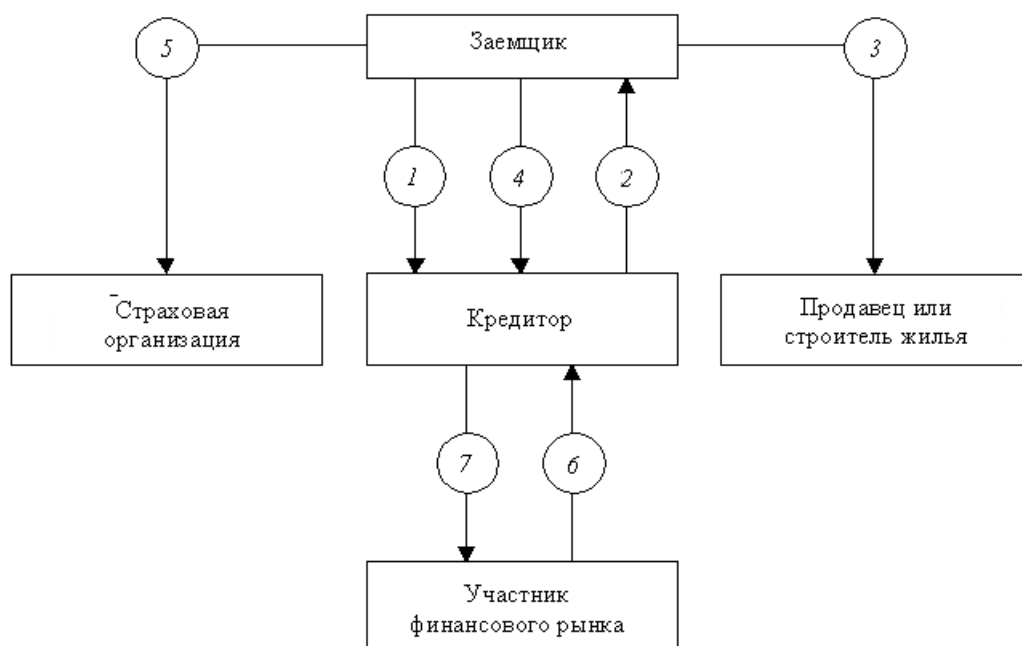 5
Заемщик
3
1
4
2
Страховая
организация
Кредитор
Продавец или
строитель жилья
7
6
Участник
финансового рынка